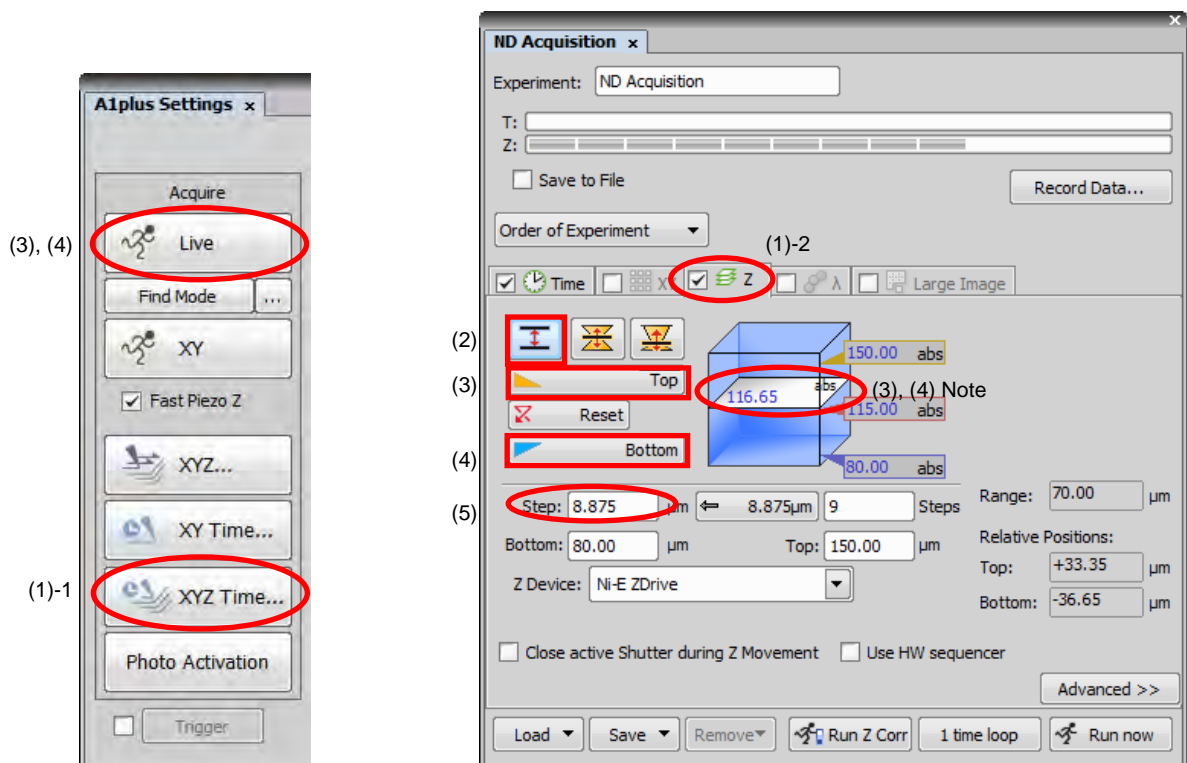 A1plus Settings x
Acquire
(3), (4)
Live
Find Mode ...
XY
Fast Piezo Z
XYZ...
XY Time...
(1)-1
XYZ Time...
Photo Activation
Trigger
x
ND Acquisition x
Experiment: ND Acquisition
T:
Z:
Save to File
Record Data...
Order of Experiment
(1)-2
Time XY Z λ Large Image
(2)
150.00 abs
(3)
Top
116.65 abs
(3), (4) Note
115.00 abs
Reset
(4)
Bottom
80.00 abs
(5)
Step: 8.875 µm 8.875µm 9 Steps
Range: 70.00 µm
Bottom: 80.00 µm Top: 150.00 µm
Relative Positions:
Top: +33.35 µm
Z Device: Ni-E ZDrive
Bottom: -36.65 µm
Close active Shutter during Z Movement Use HW sequencer
Advanced >>
Load Save Remove Run Z Corr 1 time loop Run now